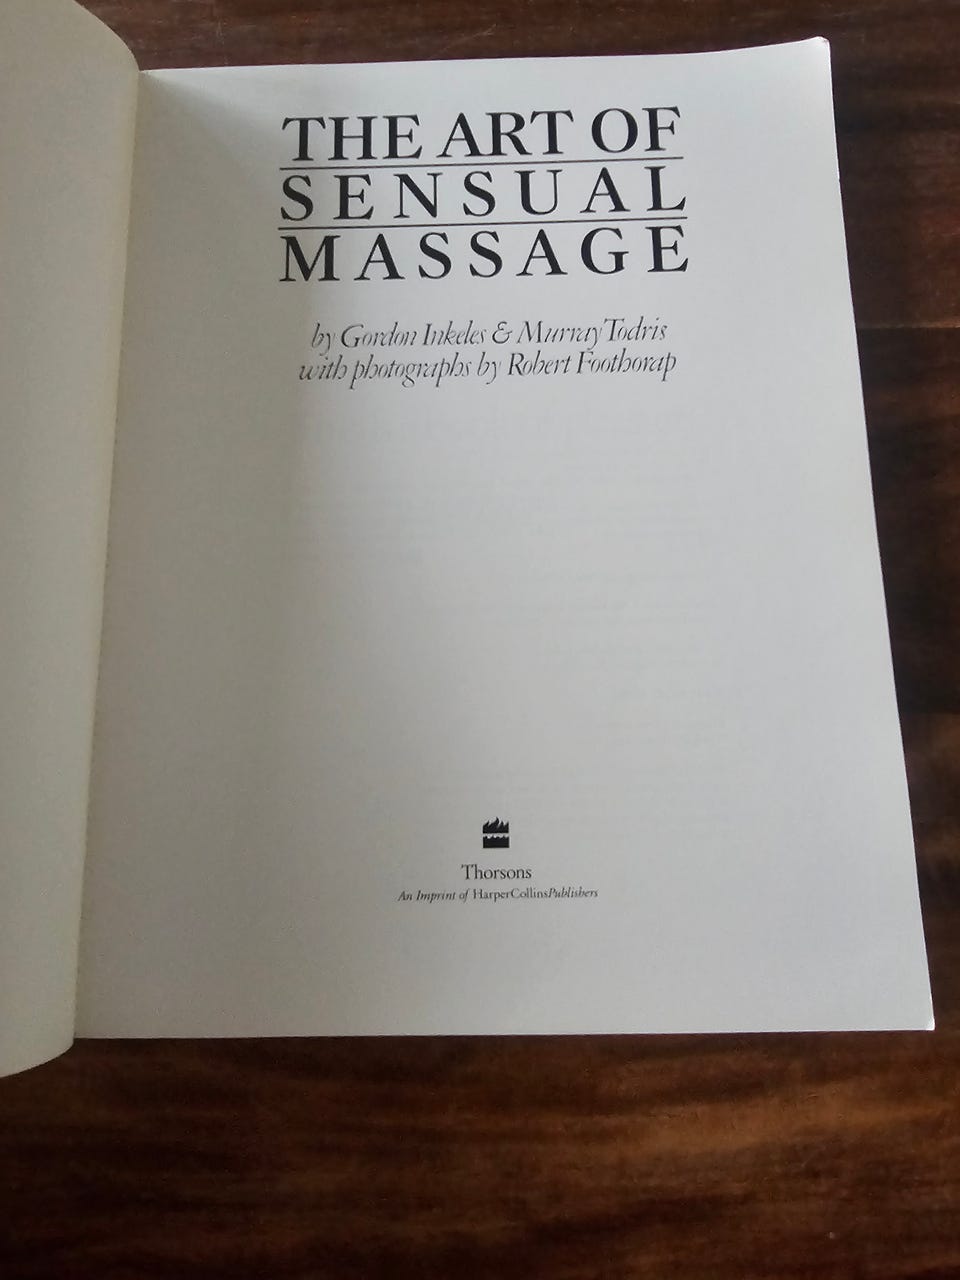 THE ART OF
SENSUAL
MASSAGE
by Gordon Inkeles & Murray Todris
with photographs by Robert Foothorap
Thorsons
An Imprint of HarperCollinsPublishers